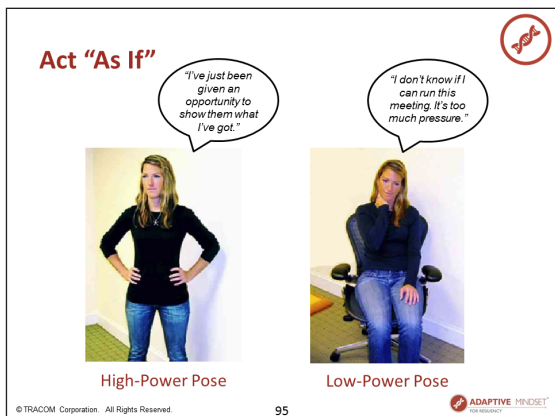 Act “As If”
“I’ve just been
given an
opportunity to
show them what
I’ve got.”
“I don’t know if I
can run this
meeting. It’s too
much pressure.”
High-Power Pose
Low-Power Pose
© TRACOM Corporation. All Rights Reserved.
95
ADAPTIVE MINDSET
FOR RESILIENCY